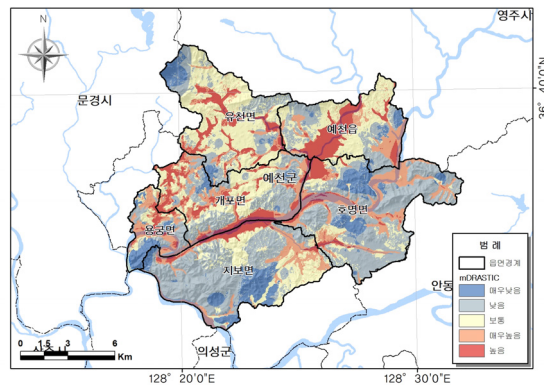 영주시
N
문경시
36° 40'0"N
유천면
예천읍
예천군
개포면
호명면
용궁면
지보면
범 례
읍면경계
mDRASTIC
매우낮음
낮음
보통
매우높음
높음
안동
0 1.5 3 6
Km
의성군
128° 20'0"E
128° 30'0"E